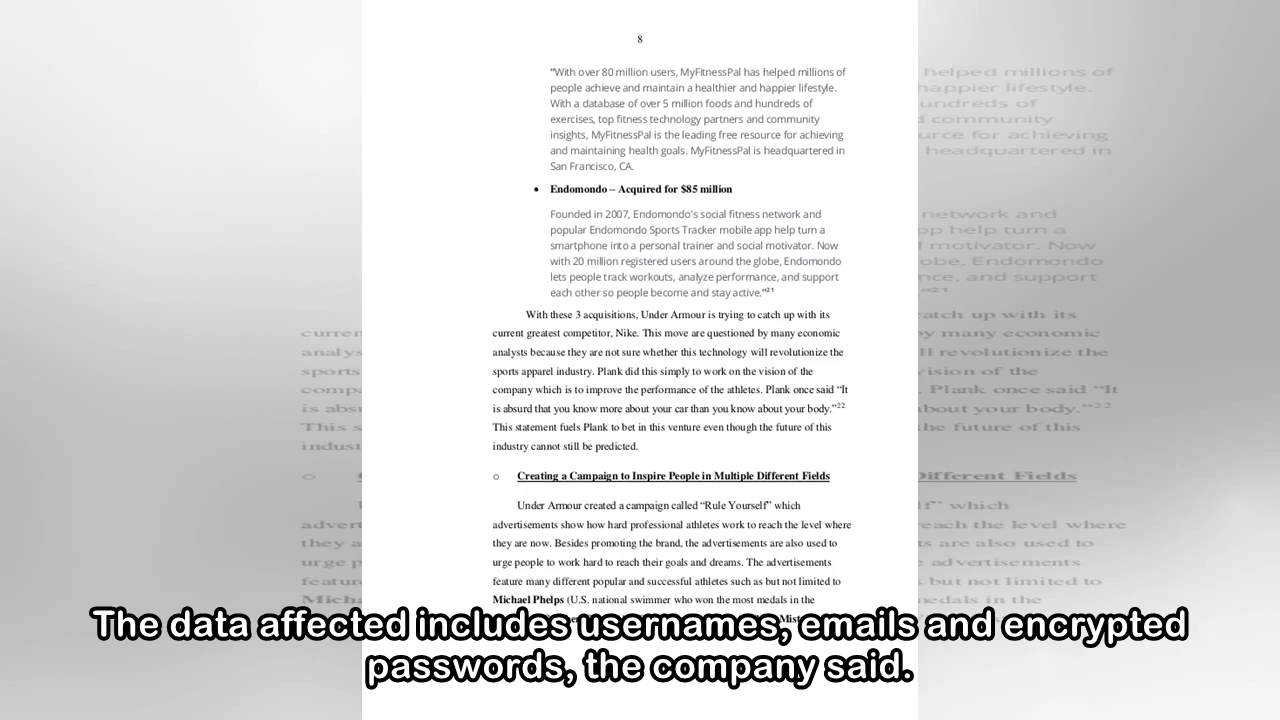 8
“With over 80 million users, MyFitnessPal has helped millions of
people achieve and maintain a healthier and happier lifestyle.
With a database of over 5 million foods and hundreds of
exercises, top fitness technology partners and community
insights, MyFitnessPal is the leading free resource for achieving
and maintaining health goals. MyFitnessPal is headquartered in
San Francisco, CA.
• Endomondo – Acquired for $85 million
Founded in 2007, Endomondo's social fitness network and
popular Endomondo Sports Tracker mobile app help turn a
smartphone into a personal trainer and social motivator. Now
with 20 million registered users around the globe, Endomondo
lets people track workouts, analyze performance, and support
each other so people become and stay active.“21
With these 3 acquisitions, Under Armour is trying to catch up with its
current greatest competitor, Nike. This move are questioned by many economic
analysts because they are not sure whether this technology will revolutionize the
sports apparel industry. Plank did this simply to work on the vision of the
company which is to improve the performance of the athletes. Plank once said “It
is absurd that you know more about your car than you know about your body.”22
This statement fuels Plank to bet in this venture even though the future of this
industry cannot still be predicted.
○ Creating a Campaign to Inspire People in Multiple Different Fields
Under Armour created a campaign called “Rule Yourself” which
advertisements show how hard professional athletes work to reach the level where
they are now. Besides promoting the brand, the advertisements are also used to
urge people to work hard to reach their goals and dreams. The advertisements
feature many different popular and successful athletes such as but not limited to
Michael Phelps (U.S. national swimmer who won the most medals in the
The data affected includes usernames, emails and encrypted
passwords, the company said.